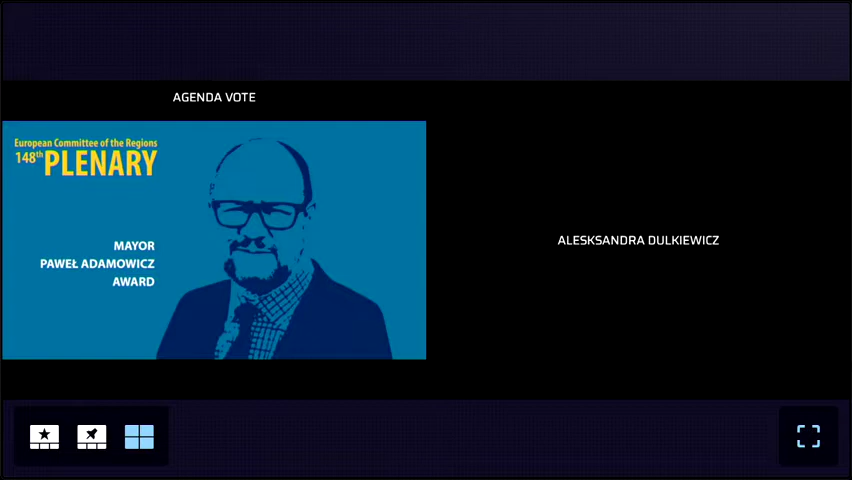 AGENDA VOTE
European Committee of the Regions
148th PLENARY
MAYOR
PAWEŁ ADAMOWICZ
AWARD
ALESKSANDRA DULKIEWICZ